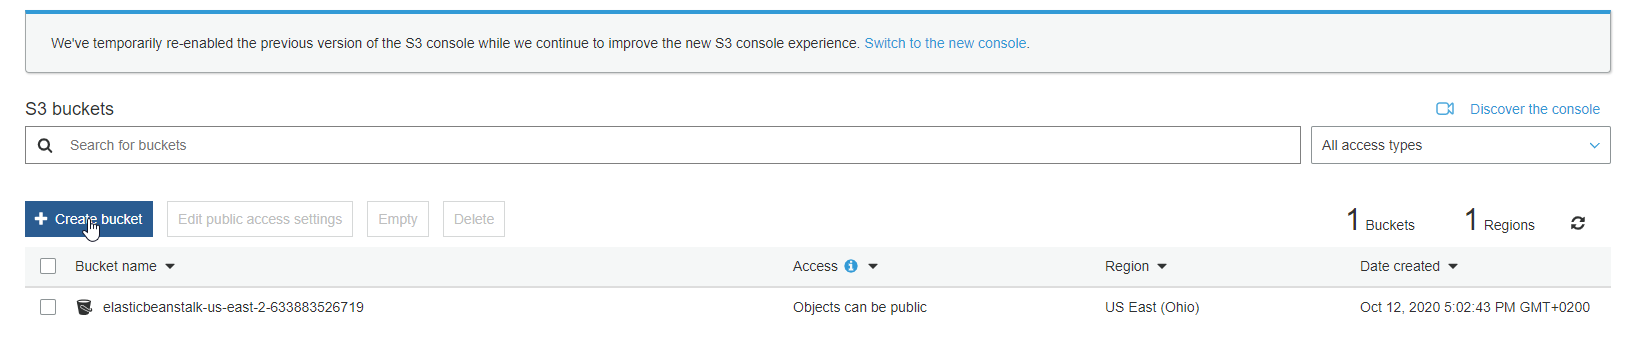 We've temporarily re-enabled the previous version of the S3 console while we continue to improve the new S3 console experience. Switch to the new console.
S3 buckets
Discover the console
Search for buckets
All access types
Create bucket
Edit public access settings
Empty
Delete
1 Buckets
1 Regions
Bucket name
Access
Region
Date created
elasticbeanstalk-us-east-2-633883526719
Objects can be public
US East (Ohio)
Oct 12, 2020 5:02:43 PM GMT+0200